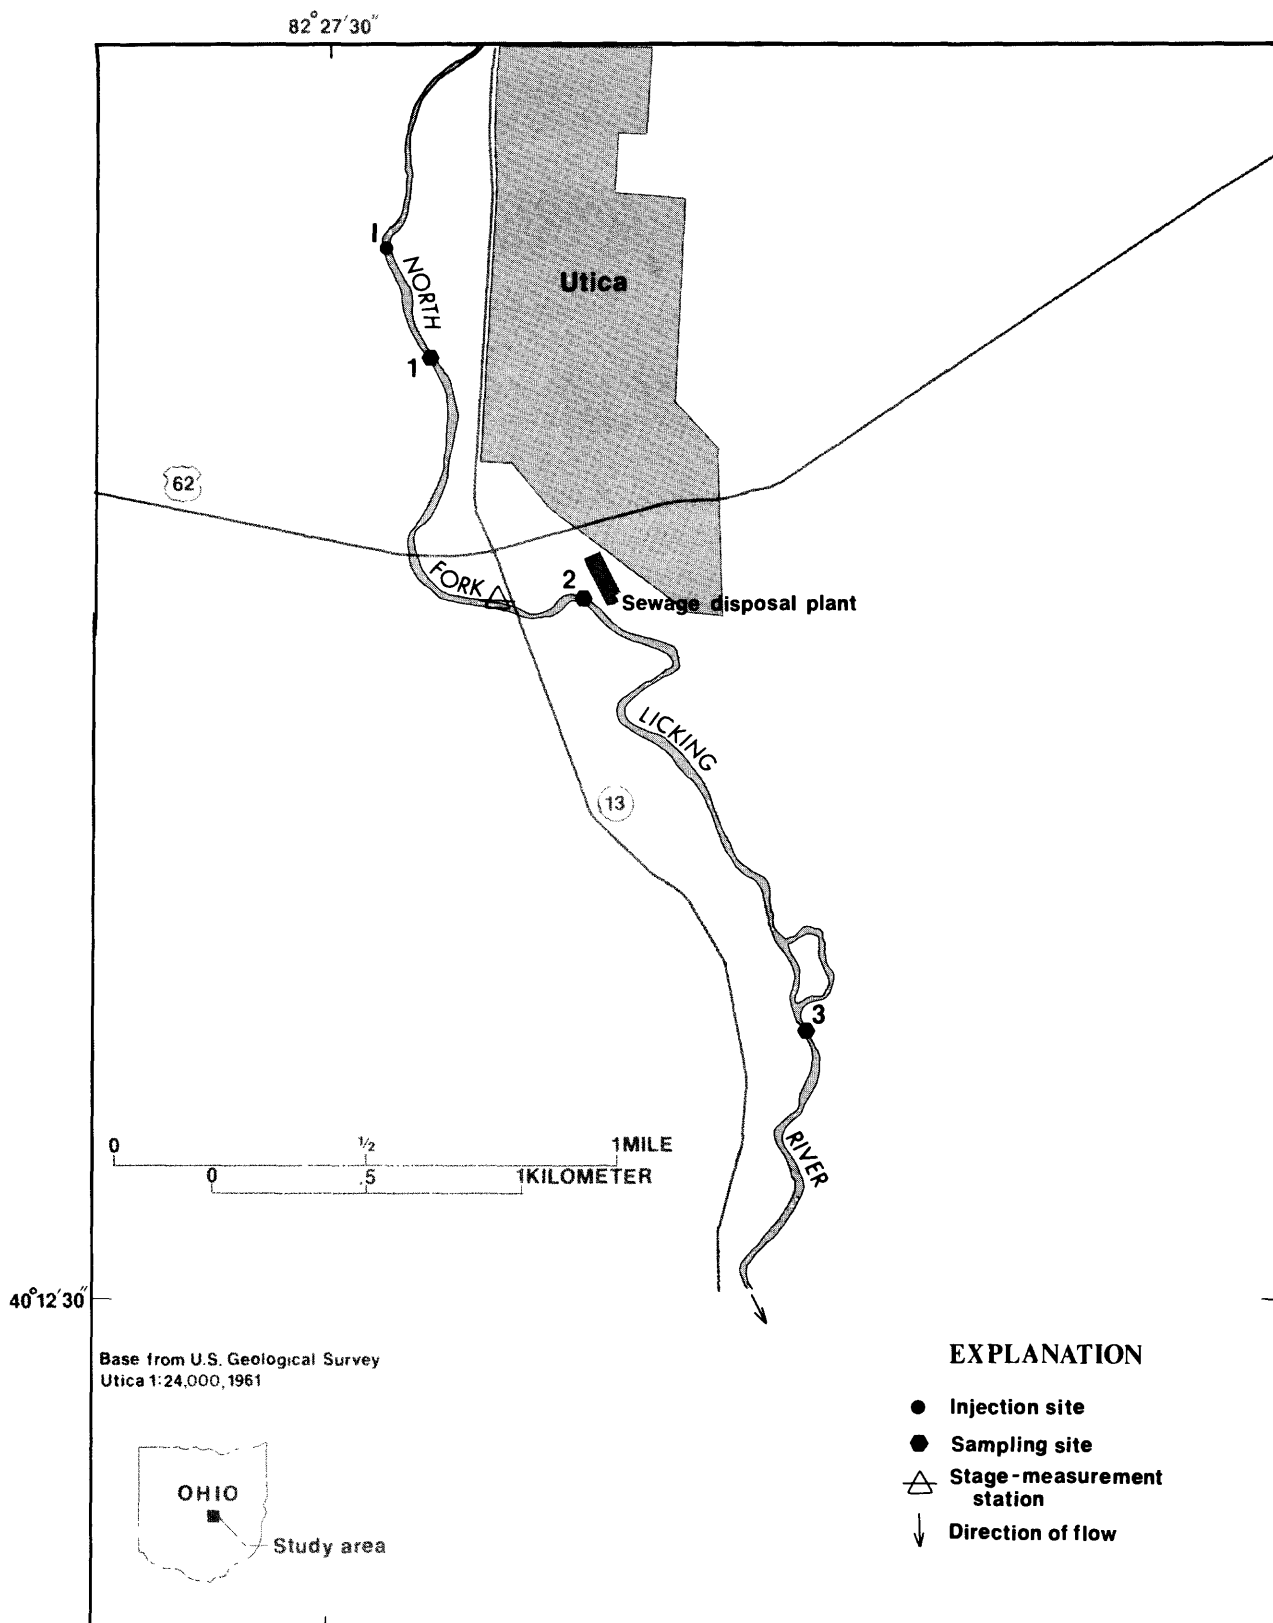 82°27'30"
I
NORTH
Utica
1
62
FORK
2
Sewage disposal plant
LICKING
13
3
0 1/2 1 MILE
0 .5 1 KILOMETER
RIVER
40°12'30"
Base from U.S. Geological Survey
Utica 1:24,000, 1961
EXPLANATION
Injection site
Sampling site
Stage-measurement
station
Direction of flow
OHIO
Study area